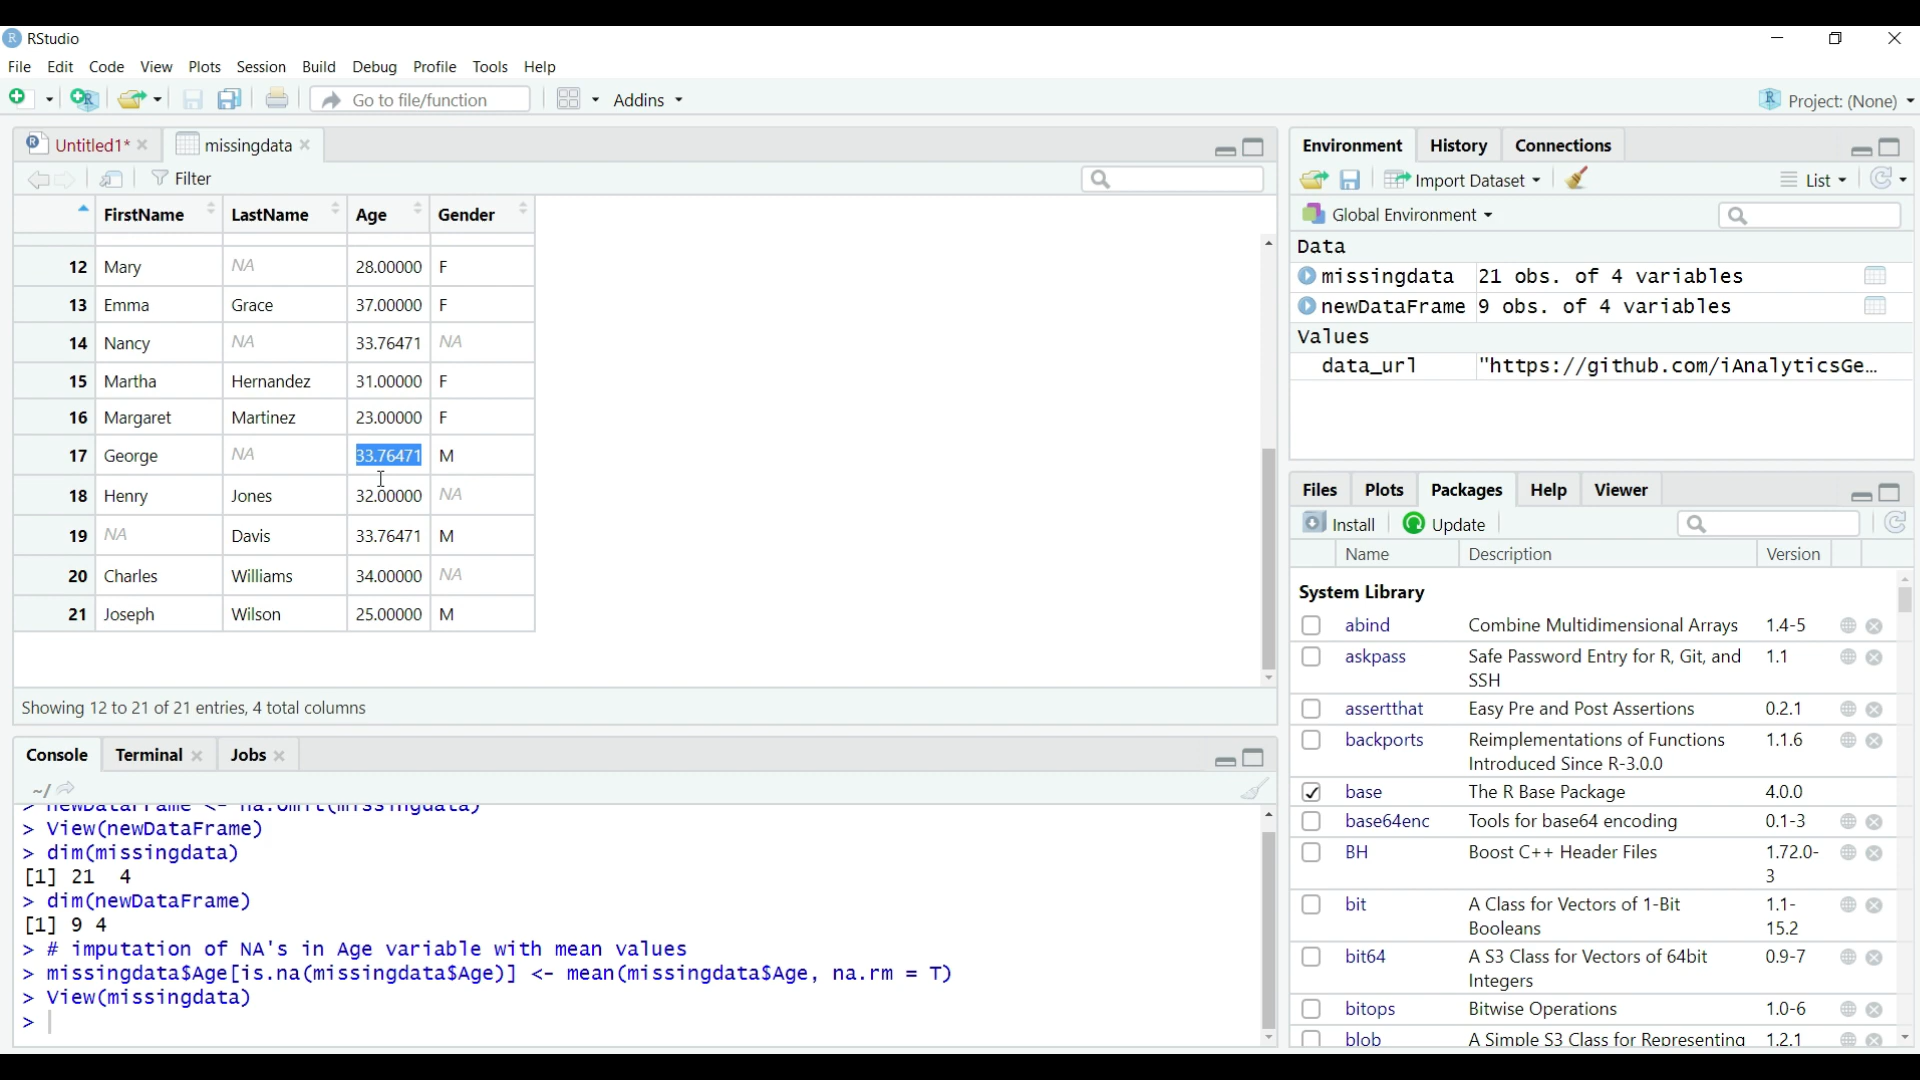 RStudio
File Edit Code View Plots Session Build Debug Profile Tools Help
Go to file/function Addins Project: (None)
Untitled1* missingdata
Filter
FirstName LastName Age Gender
12 Mary NA 28.00000 F
13 Emma Grace 37.00000 F
14 Nancy NA 33.76471 NA
15 Martha Hernandez 31.00000 F
16 Margaret Martinez 23.00000 F
17 George NA 33.76471 M
18 Henry Jones 32.00000 NA
19 NA Davis 33.76471 M
20 Charles Williams 34.00000 NA
21 Joseph Wilson 25.00000 M
Showing 12 to 21 of 21 entries, 4 total columns
Console Terminal Jobs
~/
> newDataFrame <- na.omit(missingdata)
> View(newDataFrame)
> dim(missingdata)
[1] 21 4
> dim(newDataFrame)
[1] 9 4
> # imputation of NA's in Age variable with mean values
> missingdata$Age[is.na(missingdata$Age)] <- mean(missingdata$Age, na.rm = T)
> View(missingdata)
>
Environment History Connections
Import Dataset List
Global Environment
Data
missingdata 21 obs. of 4 variables
newDataFrame 9 obs. of 4 variables
Values
data_url "https://github.com/iAnalyticsGe…
Files Plots Packages Help Viewer
Install Update
Name Description Version
System Library
abind Combine Multidimensional Arrays 1.4-5
askpass Safe Password Entry for R, Git, and 1.1
SSH
assertthat Easy Pre and Post Assertions 0.2.1
backports Reimplementations of Functions 1.1.6
Introduced Since R-3.0.0
base The R Base Package 4.0.0
base64enc Tools for base64 encoding 0.1-3
BH Boost C++ Header Files 1.72.0-
3
bit A Class for Vectors of 1-Bit 1.1-
Booleans 15.2
bit64 A S3 Class for Vectors of 64bit 0.9-7
Integers
bitops Bitwise Operations 1.0-6
blob A Simple S3 Class for Representing 1.2.1